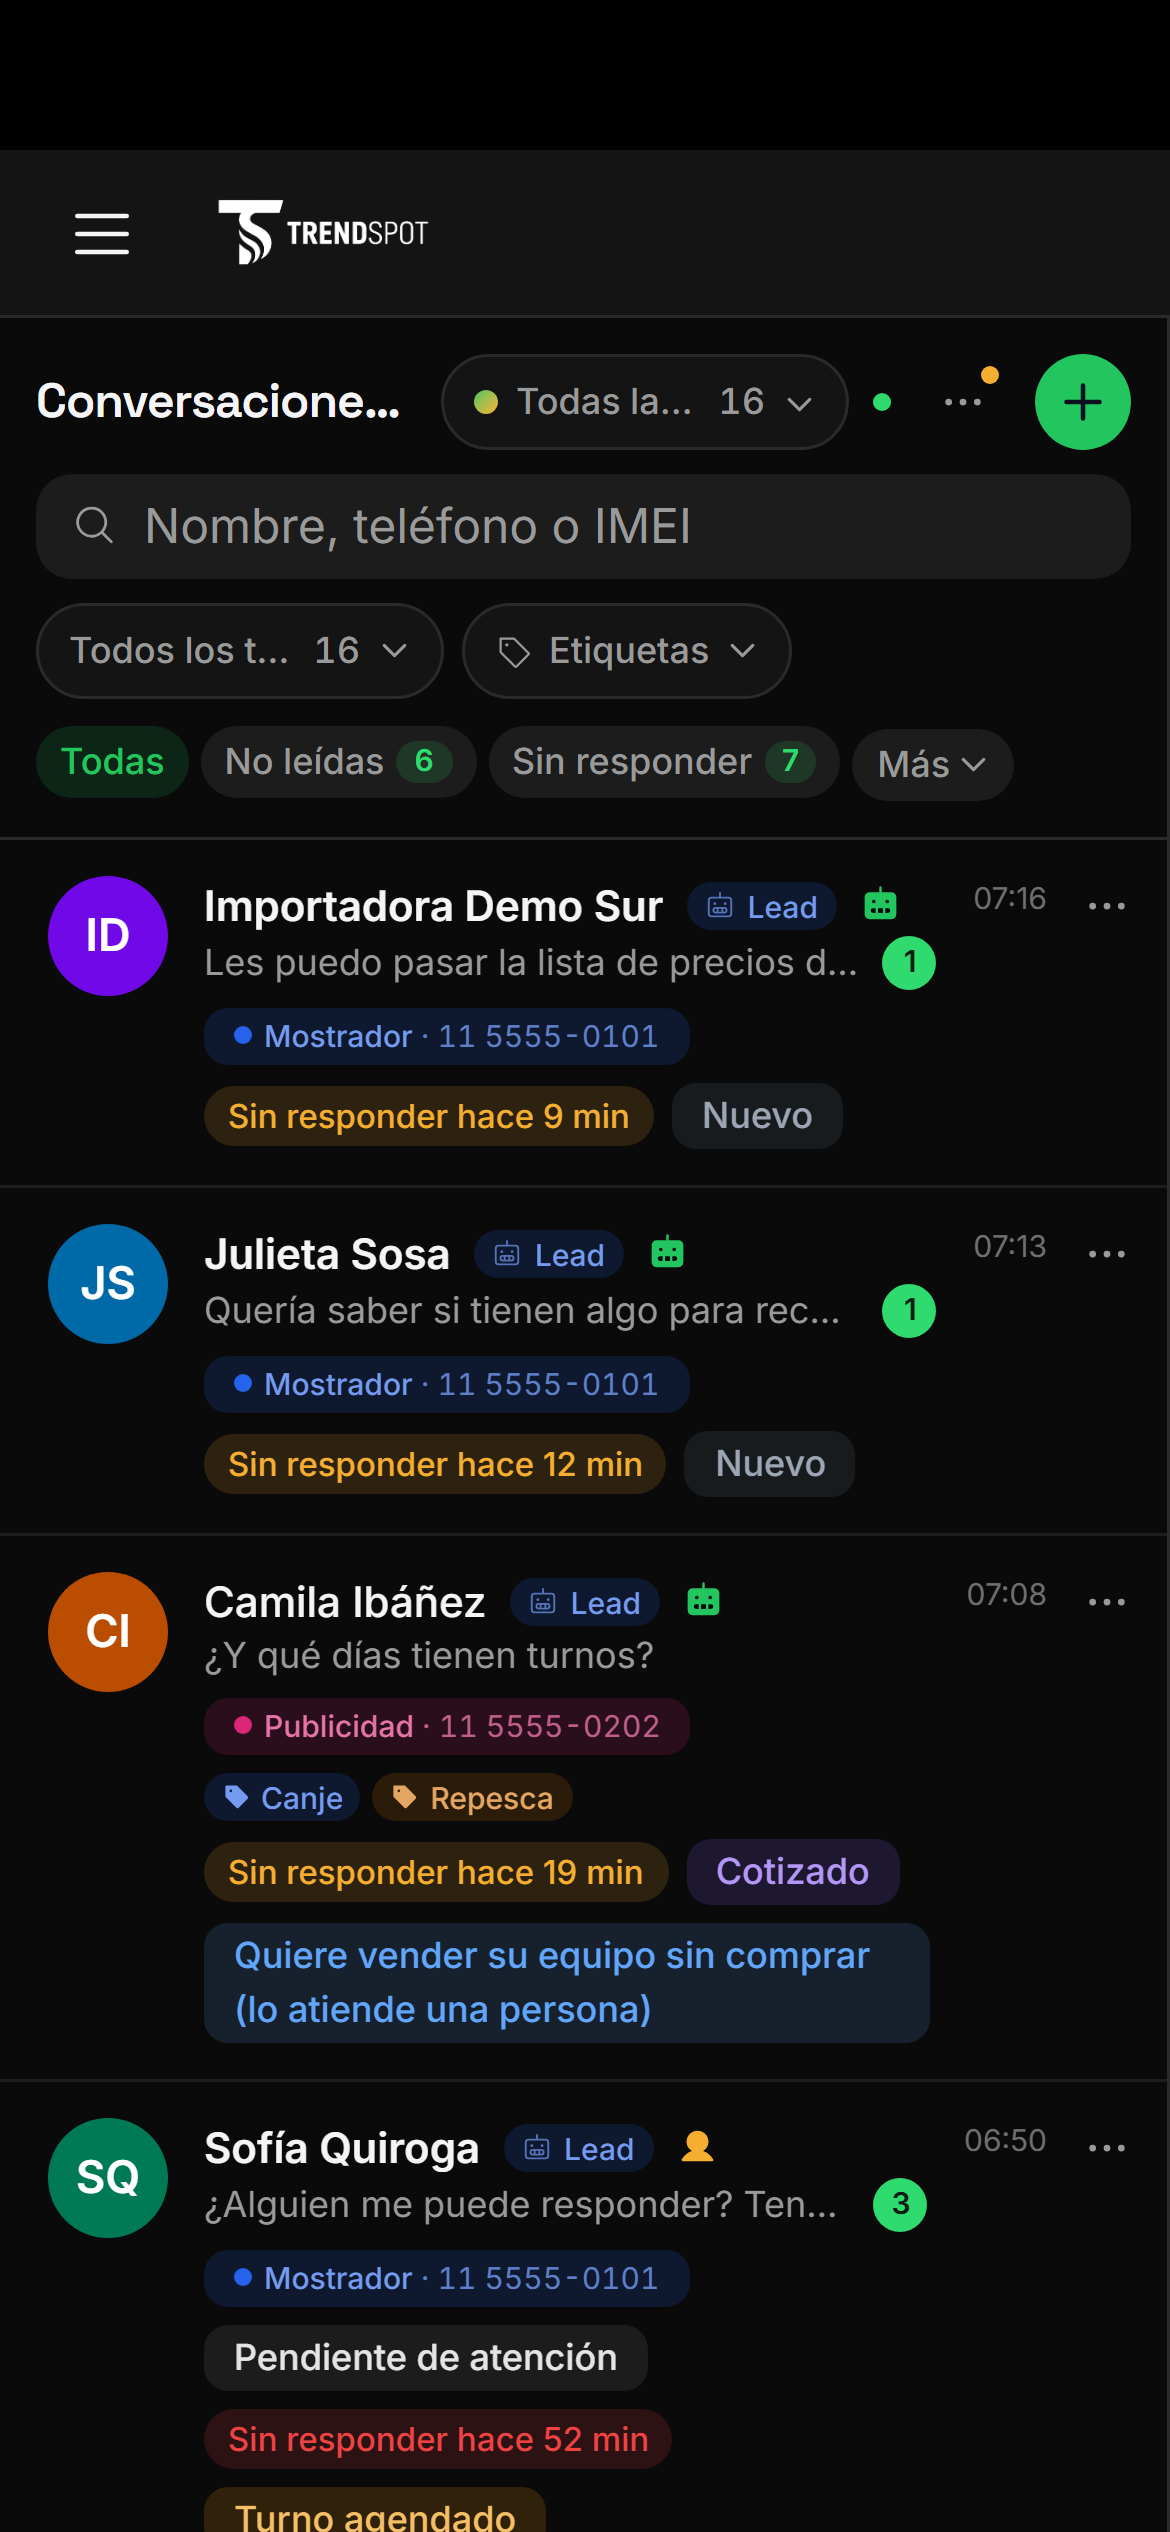 TRENDSPOT
Conversacione...
Todas la... 16
Nombre, teléfono o IMEI
Todos los t... 16
Etiquetas
Todas
No leídas 6
Sin responder 7
Más
ID
Importadora Demo Sur
Lead
07:16
Les puedo pasar la lista de precios d...
1
Mostrador · 11 5555-0101
Sin responder hace 9 min
Nuevo
JS
Julieta Sosa
Lead
07:13
Quería saber si tienen algo para rec...
1
Mostrador · 11 5555-0101
Sin responder hace 12 min
Nuevo
CI
Camila Ibáñez
Lead
07:08
¿Y qué días tienen turnos?
Publicidad · 11 5555-0202
Canje
Repesca
Sin responder hace 19 min
Cotizado
Quiere vender su equipo sin comprar
(lo atiende una persona)
SQ
Sofía Quiroga
Lead
06:50
¿Alguien me puede responder? Ten...
3
Mostrador · 11 5555-0101
Pendiente de atención
Sin responder hace 52 min
Turno agendado